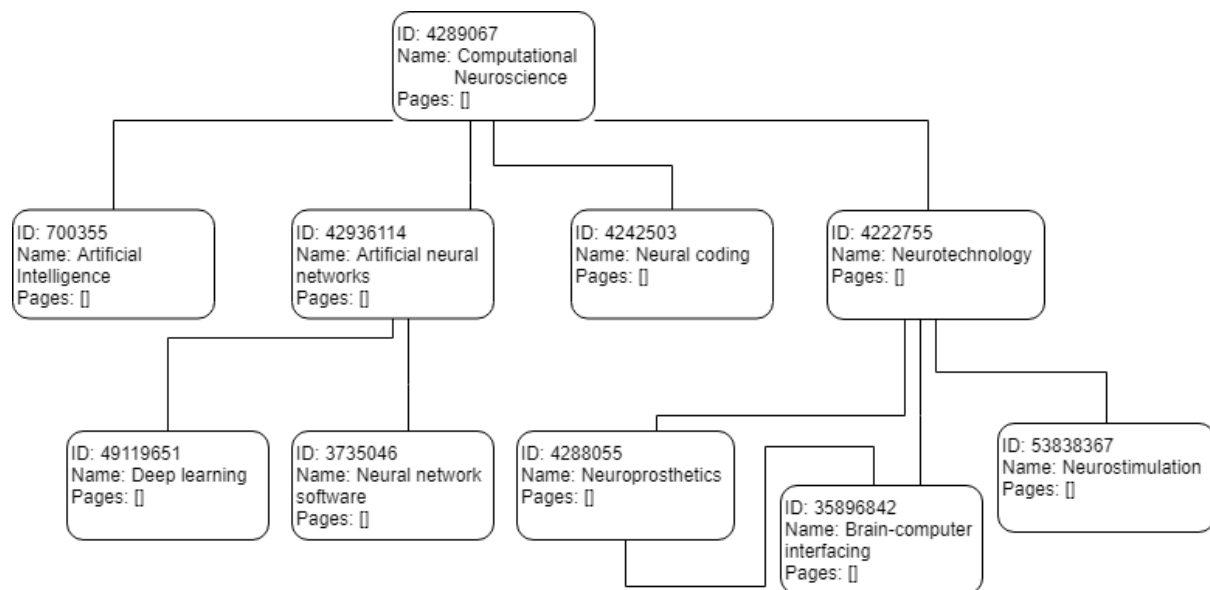 ID: 4289067
Name: Computational
Neuroscience
Pages: []
ID: 700355
Name: Artificial
Intelligence
Pages: []
ID: 42936114
Name: Artificial neural
networks
Pages: []
ID: 4242503
Name: Neural coding
Pages: []
ID: 4222755
Name: Neurotechnology
Pages: []
ID: 49119651
Name: Deep learning
Pages: []
ID: 3735046
Name: Neural network
software
Pages: []
ID: 4288055
Name: Neuroprosthetics
Pages: []
ID: 35896842
Name: Brain-computer
interfacing
Pages: []
ID: 53838367
Name: Neurostimulation
Pages: []